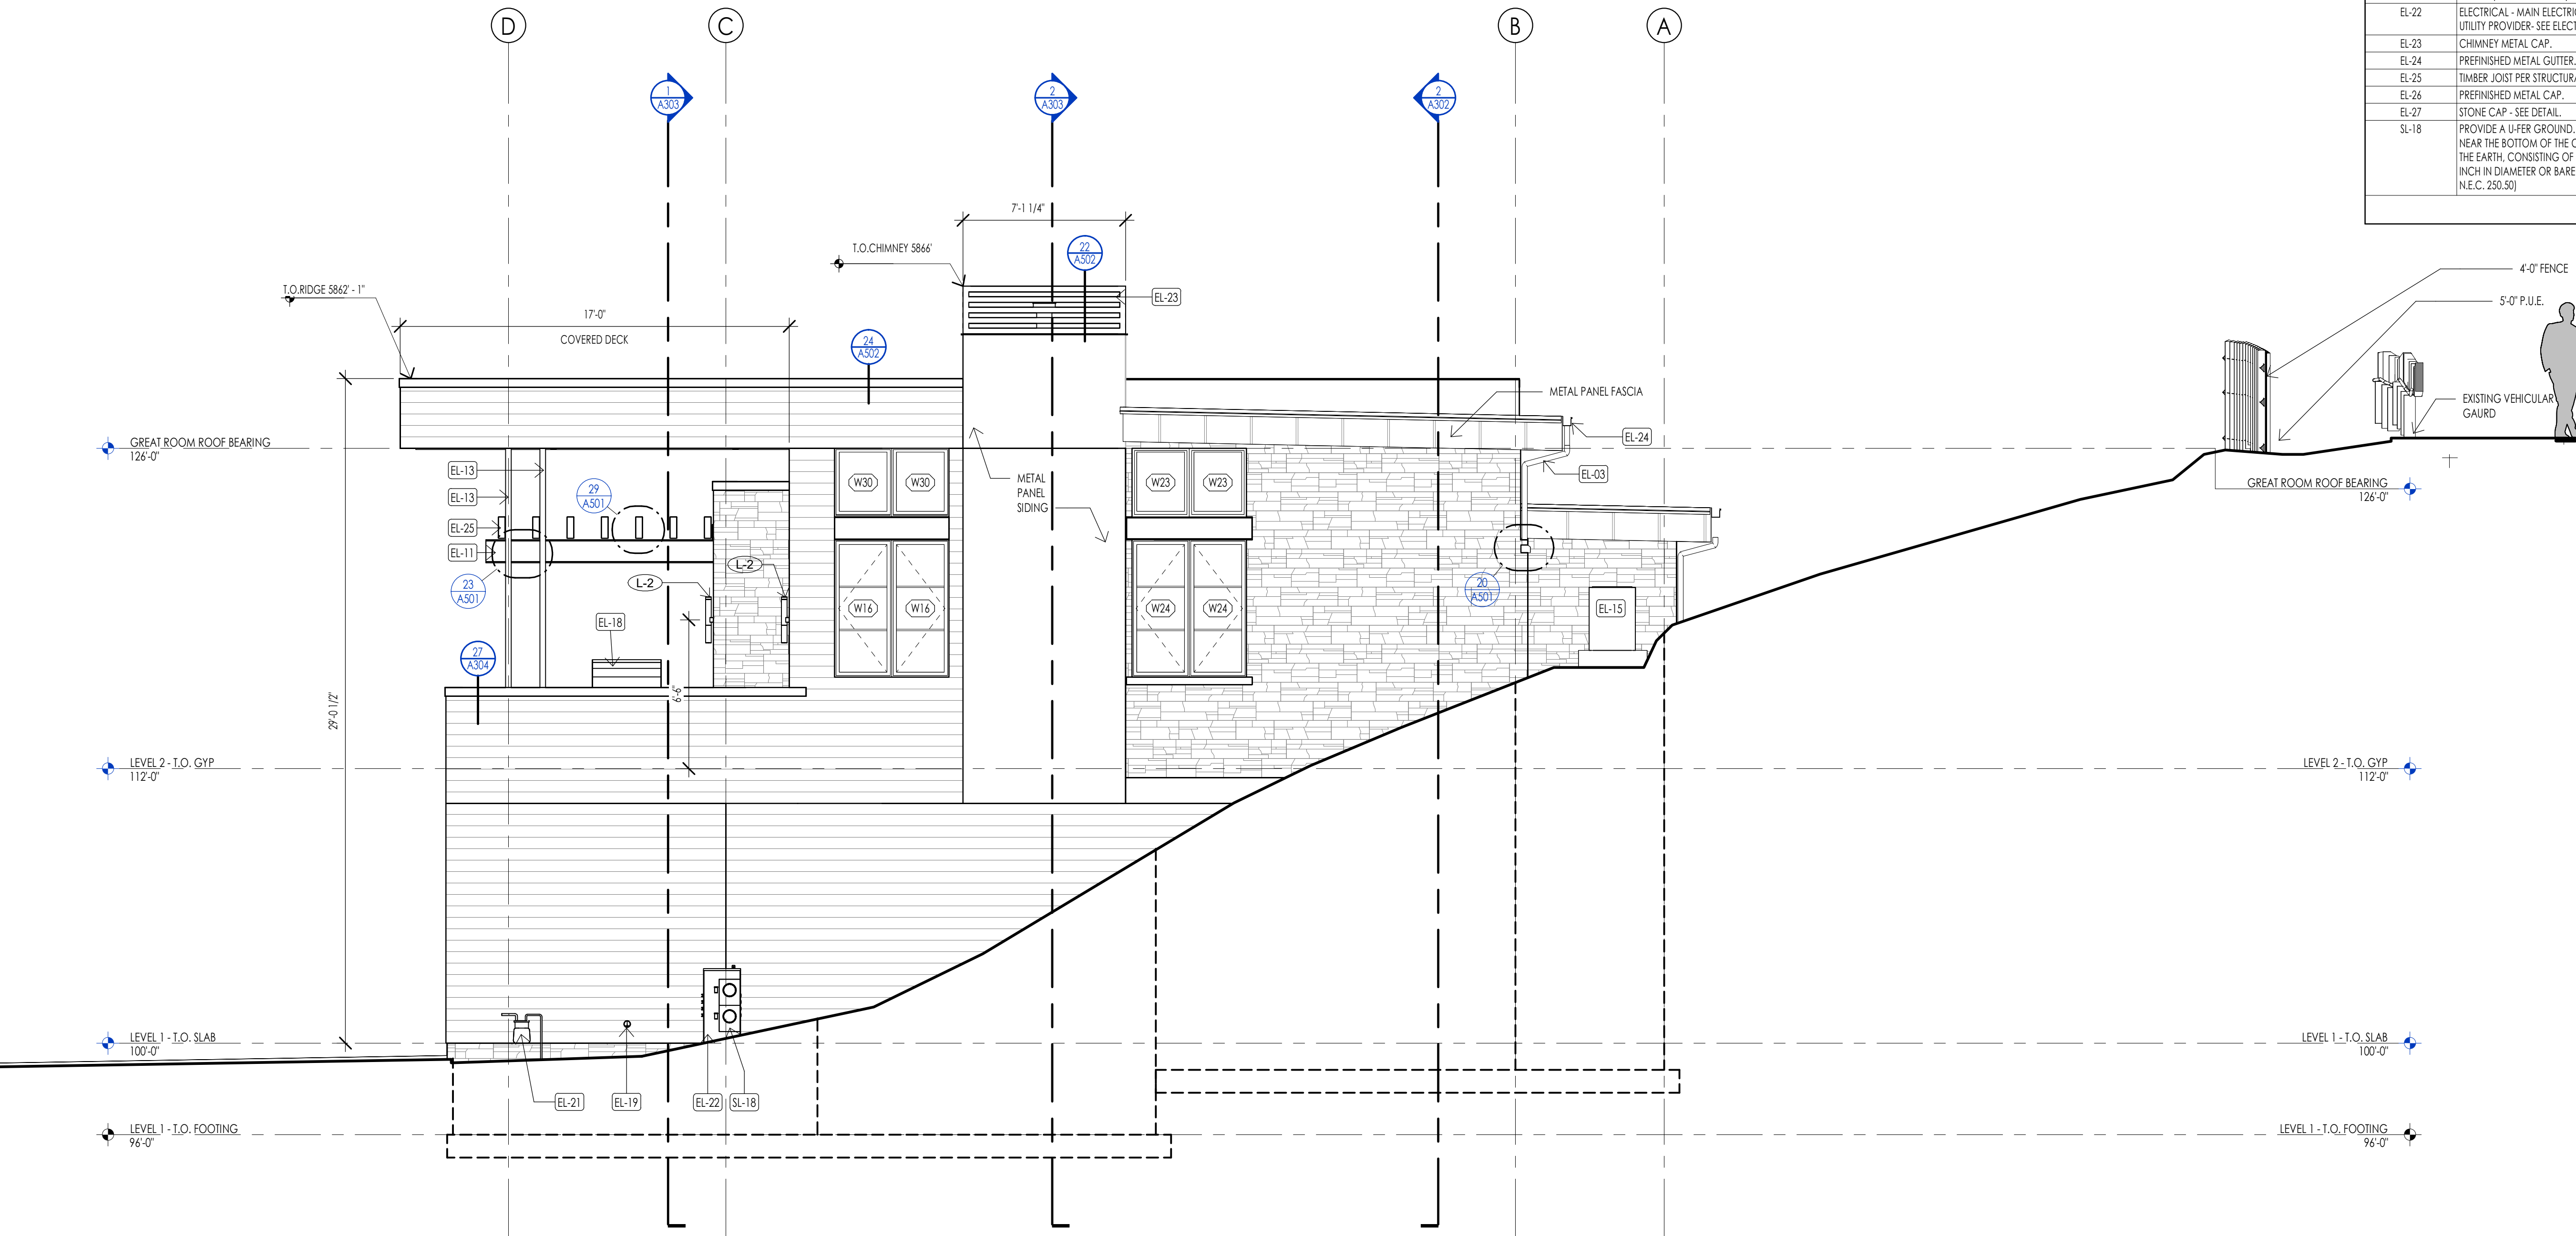 D
C
B
A
EL-22
ELECTRICAL - MAIN ELECTRIC
UTILITY PROVIDER- SEE ELECT
EL-23
CHIMNEY METAL CAP.
EL-24
PREFINISHED METAL GUTTER.
EL-25
TIMBER JOIST PER STRUCTURA
EL-26
PREFINISHED METAL CAP.
EL-27
STONE CAP - SEE DETAIL.
SL-18
PROVIDE A U-FER GROUND.
NEAR THE BOTTOM OF THE
THE EARTH, CONSISTING OF
INCH IN DIAMETER OR BARE
N.E.C. 250.50)
1
A303
2
A303
2
A302
7'-1 1/4"
T.O.CHIMNEY 5866'
22
A502
EL-23
T.O.RIDGE 5862' - 1"
17'-0"
COVERED DECK
24
A502
4'-0" FENCE
5'-0" P.U.E.
METAL PANEL FASCIA
EXISTING VEHICULAR
GAURD
GREAT ROOM ROOF BEARING
126'-0"
EL-24
EL-03
EL-13
EL-13
29
A501
EL-25
EL-11
23
A501
W30
W30
METAL
PANEL
SIDING
W23
W23
GREAT ROOM ROOF BEARING
126'-0"
L-2
L-2
20
A501
EL-15
W16
W16
W24
W24
EL-18
27
A304
6'-6"
29'-0 1/2"
LEVEL 2 - T.O. GYP
112'-0"
LEVEL 2 - T.O. GYP
112'-0"
LEVEL 1 - T.O. SLAB
100'-0"
LEVEL 1 - T.O. SLAB
100'-0"
EL-21
EL-19
EL-22
SL-18
LEVEL 1 - T.O. FOOTING
96'-0"
LEVEL 1 - T.O. FOOTING
96'-0"